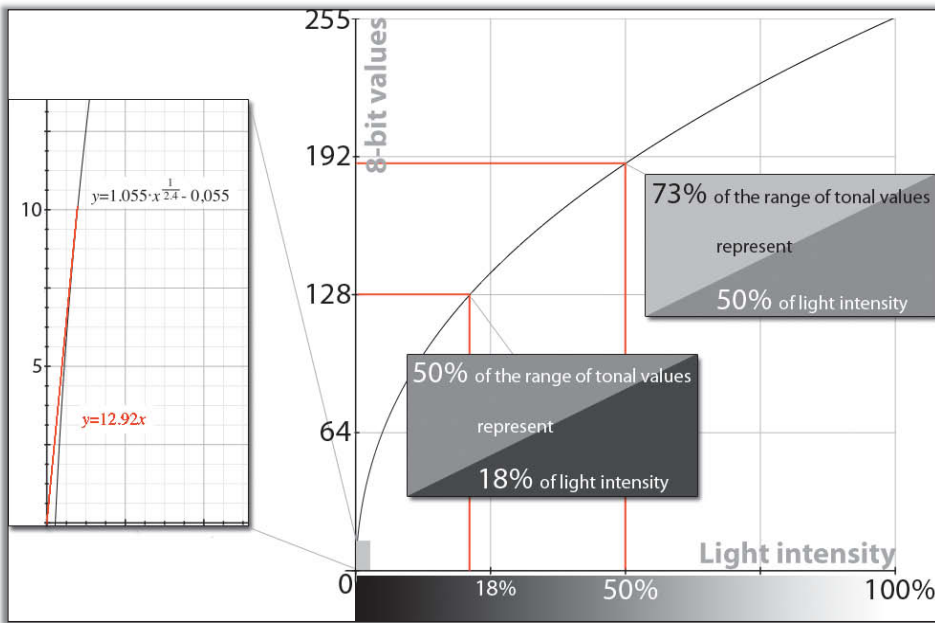 255
8-bit values
192
128
64
0
10
5
y=1.055·x^(1/2.4) - 0,055
y=12.92x
73% of the range of tonal values
represent
50% of light intensity
50% of the range of tonal values
represent
18% of light intensity
Light intensity
18%
50%
100%